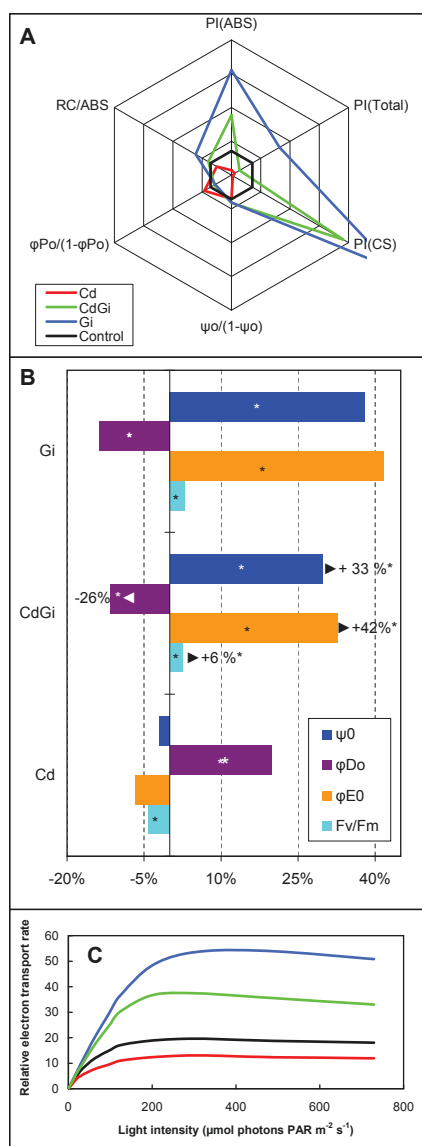 A
PI(ABS)
RC/ABS
PI(Total)
φPo/(1-φPo)
PI(CS)
ψo/(1-ψo)
Cd
CdGi
Gi
Control
B
Gi
*
*
*
*
CdGi
*
+ 33 %*
-26% *
*
+42%*
*
+6 %*
Cd
**
*
ψ0
φDo
φE0
Fv/Fm
-20%
-5%
10%
25%
40%
C
Relative electron transport rate
60
50
40
30
20
10
0
0
200
400
600
800
Light intensity (µmol photons PAR m⁻² s⁻¹)